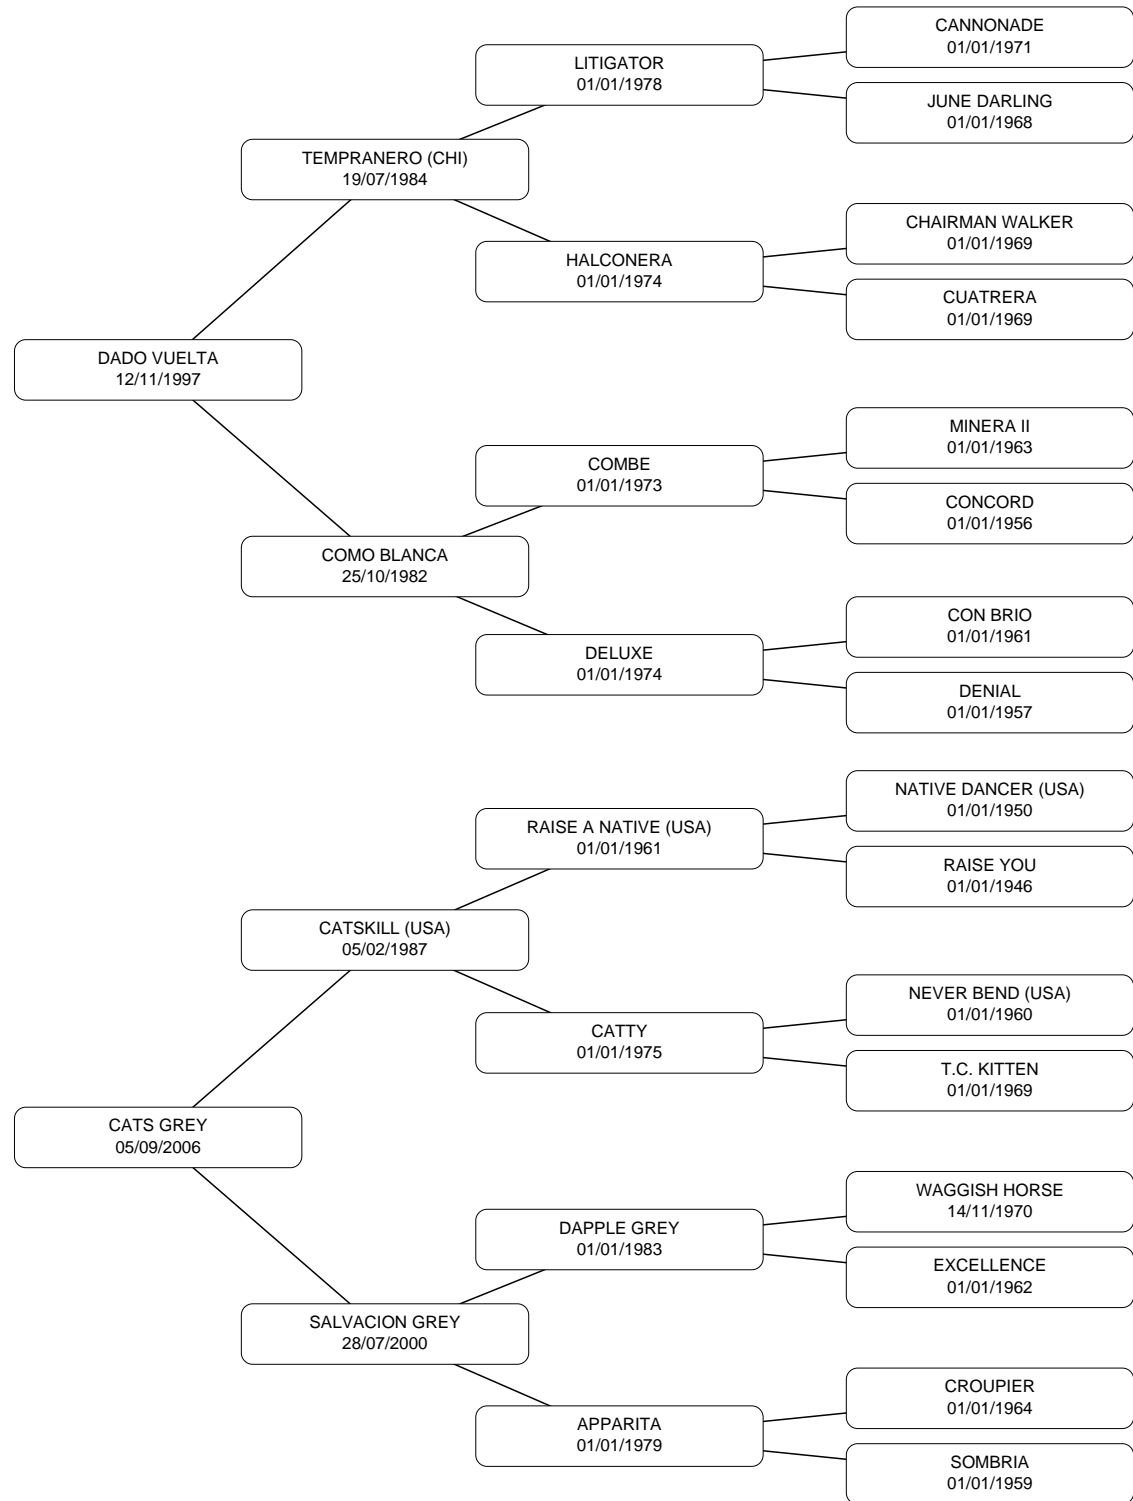 CANNONADE
01/01/1971
LITIGATOR
01/01/1978
JUNE DARLING
01/01/1968
TEMPRANERO (CHI)
19/07/1984
CHAIRMAN WALKER
01/01/1969
HALCONERA
01/01/1974
CUATRERA
01/01/1969
DADO VUELTA
12/11/1997
MINERA II
01/01/1963
COMBE
01/01/1973
CONCORD
01/01/1956
COMO BLANCA
25/10/1982
CON BRIO
01/01/1961
DELUXE
01/01/1974
DENIAL
01/01/1957
NATIVE DANCER (USA)
01/01/1950
RAISE A NATIVE (USA)
01/01/1961
RAISE YOU
01/01/1946
CATSKILL (USA)
05/02/1987
NEVER BEND (USA)
01/01/1960
CATTY
01/01/1975
T.C. KITTEN
01/01/1969
CATS GREY
05/09/2006
WAGGISH HORSE
14/11/1970
DAPPLE GREY
01/01/1983
EXCELLENCE
01/01/1962
SALVACION GREY
28/07/2000
CROUPIER
01/01/1964
APPARITA
01/01/1979
SOMBRIA
01/01/1959